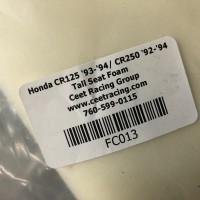 Honda CR125 '93-'94/ CR250 '92-'94
Tall Seat Foam
Ceet Racing Group
www.ceetracing.com
760-599-0115
FC013